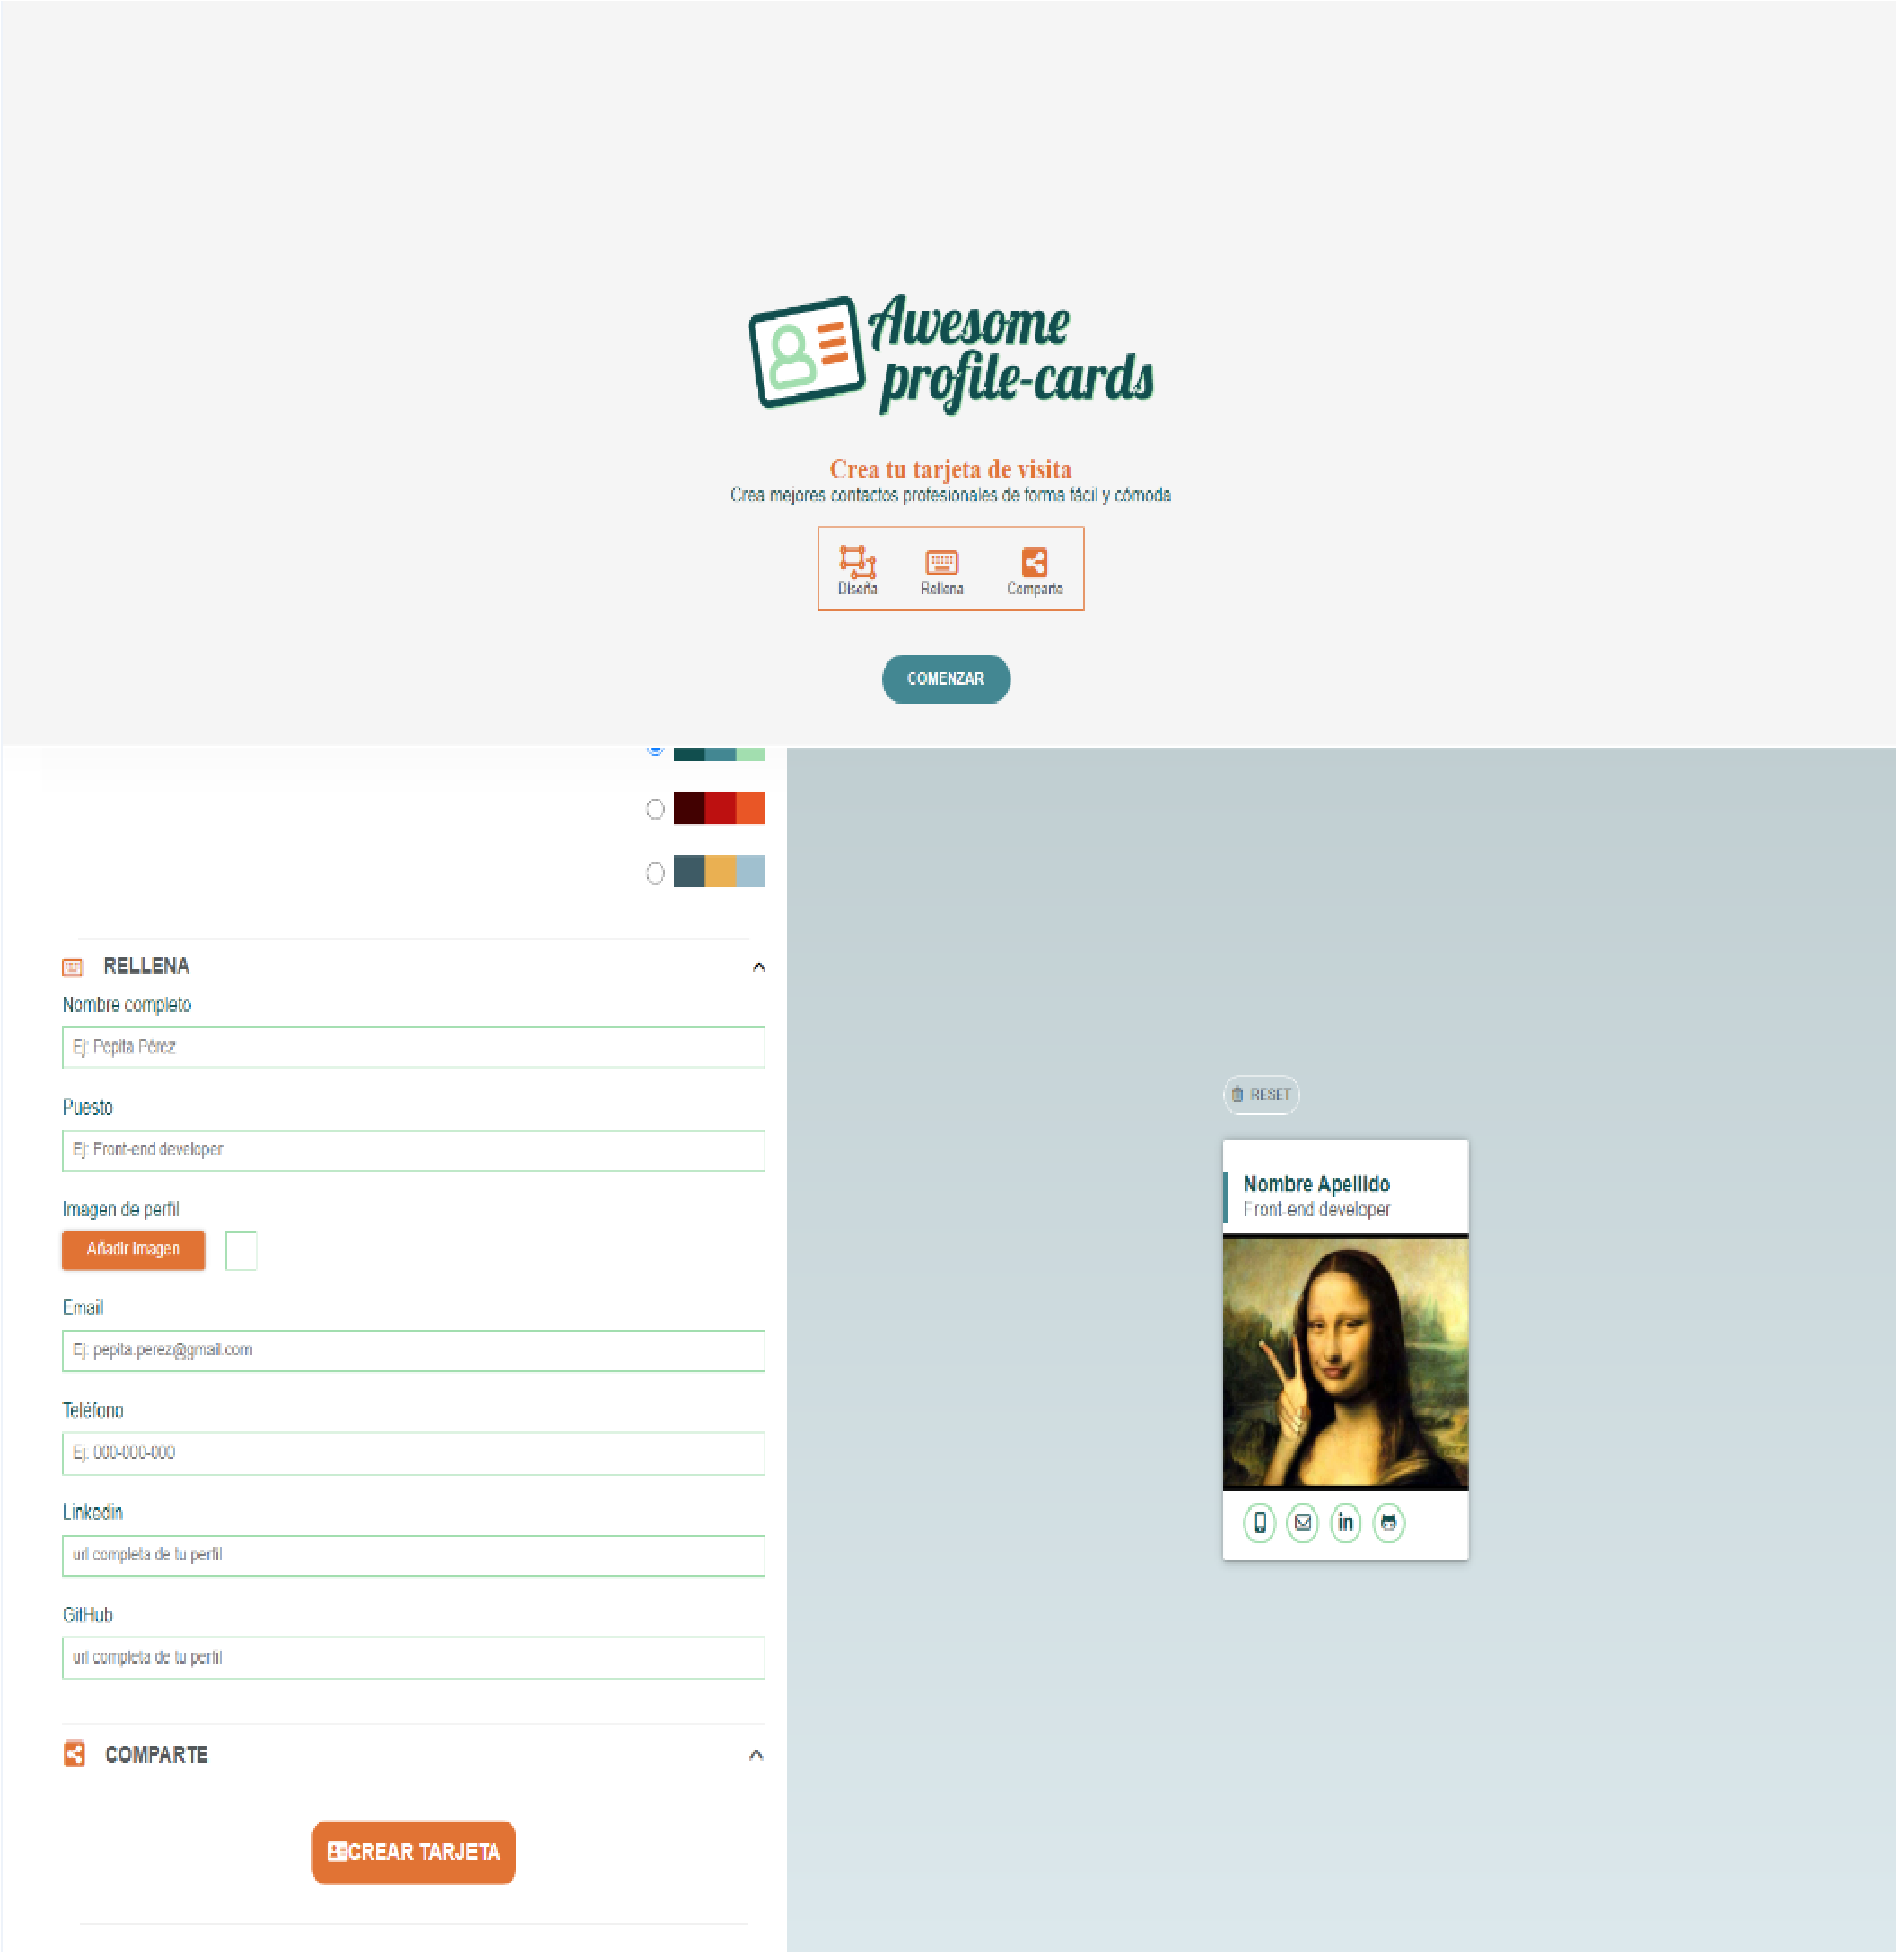 Awesome
profile-cards
Crea tu tarjeta de visita
Crea mejores contactos profesionales de forma fácil y cómoda
Diseña
Rellena
Comparte
COMENZAR
RELLENA
Nombre completo
Ej: Pepita Pérez
Puesto
Ej: Front-end developer
Imagen de perfil
Añadir imagen
Email
Ej: pepita.perez@gmail.com
Teléfono
Ej: 000-000-000
Linkedin
url completa de tu perfil
GitHub
url completa de tu perfil
COMPARTE
CREAR TARJETA
RESET
Nombre Apellido
Front-end developer
in